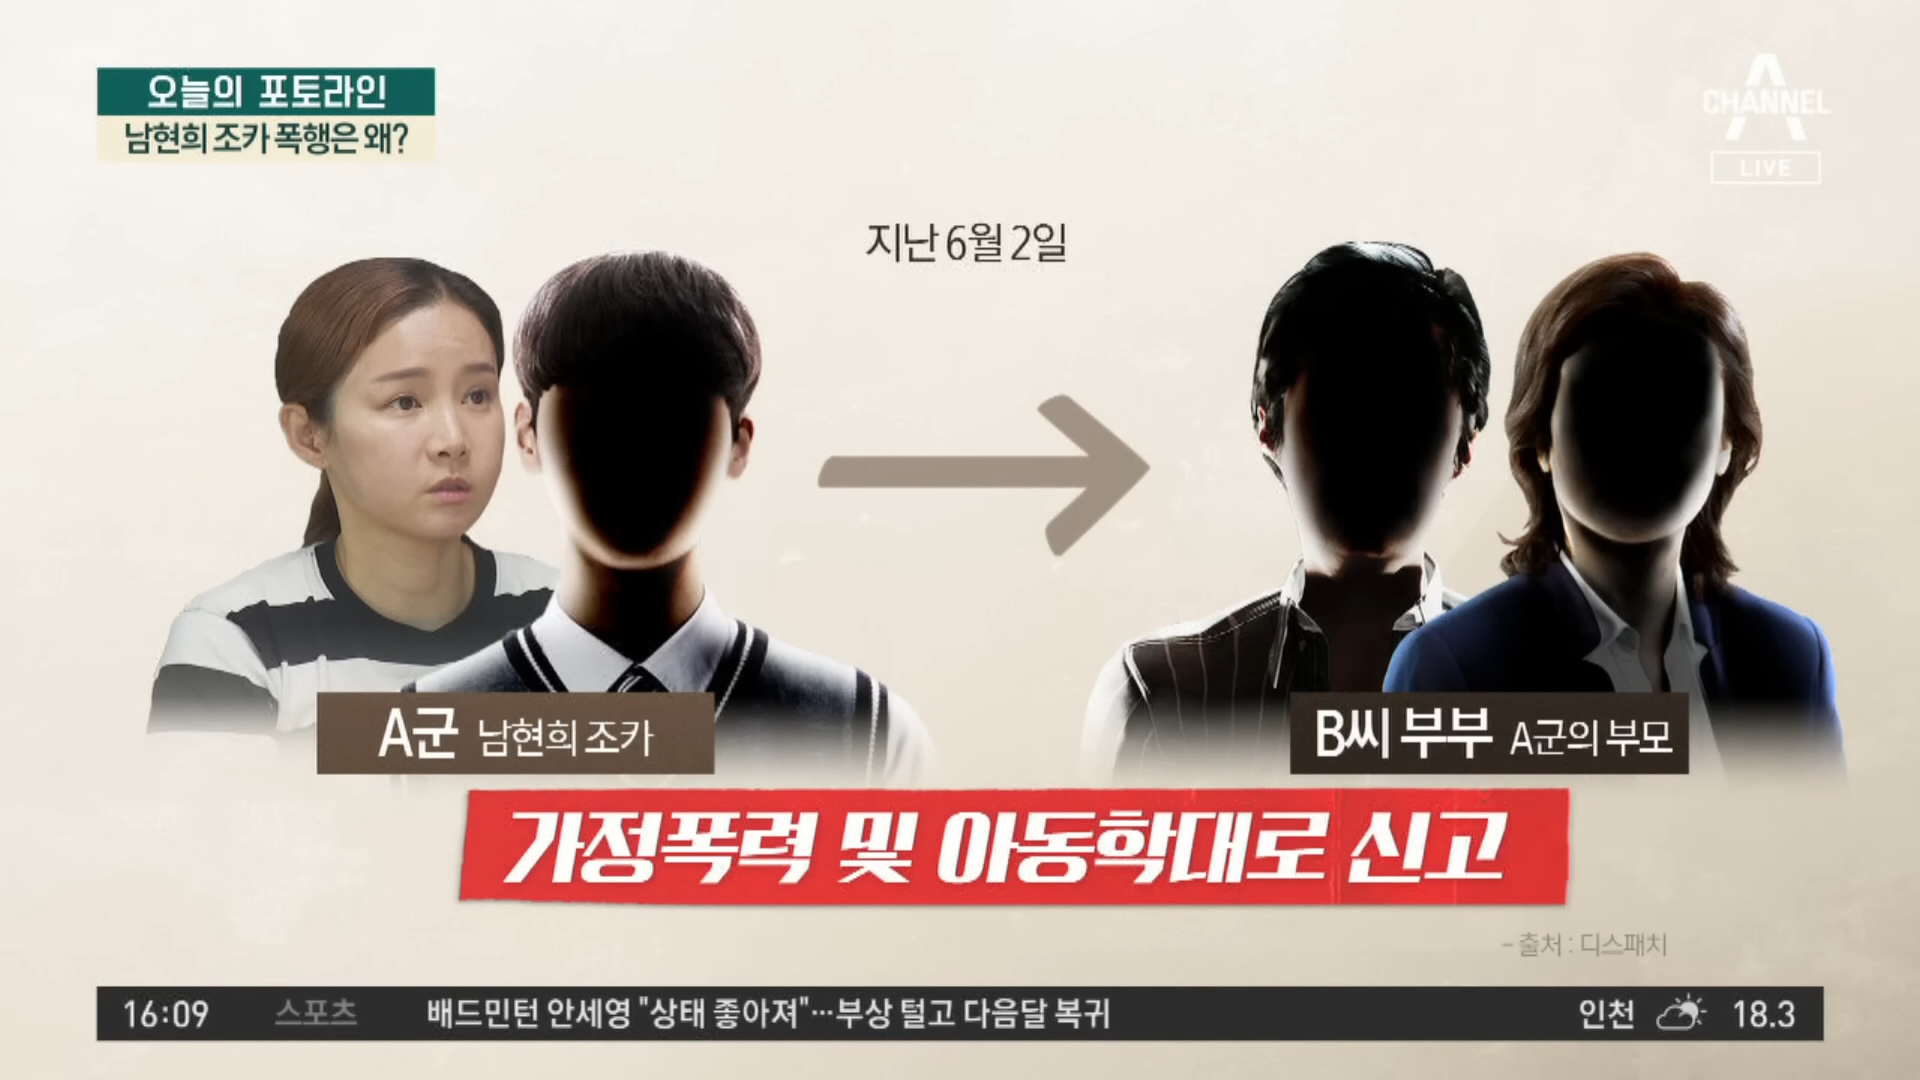 오늘의 포토라인
남현희 조카 폭행은 왜?
CHANNEL A
LIVE
지난 6월 2일
A군 남현희 조카
B씨 부부 A군의 부모
가정폭력 및 아동학대로 신고
- 출처 : 디스패치
16:09 스포츠 배드민턴 안세영 "상태 좋아져"…부상 털고 다음달 복귀 인천 18.3